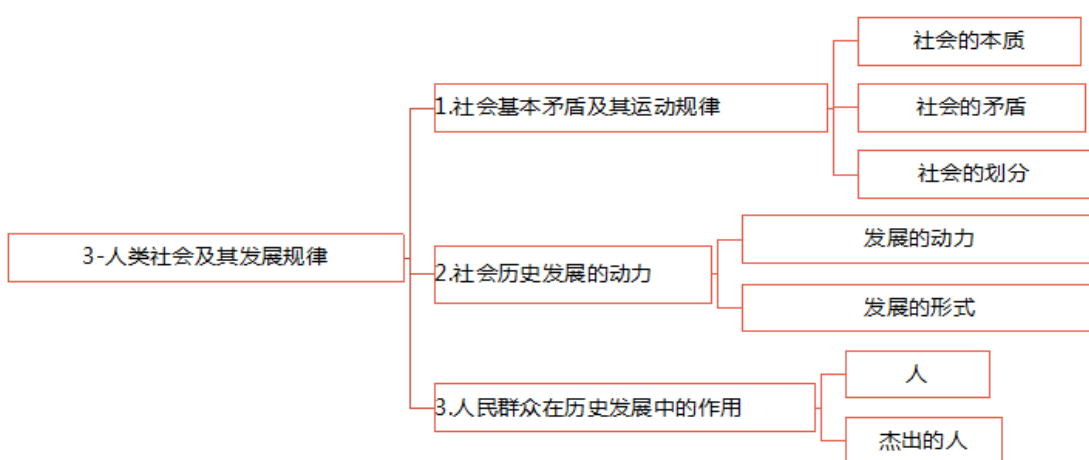 社会的本质
1.社会基本矛盾及其运动规律
社会的矛盾
社会的划分
3-人类社会及其发展规律
发展的动力
2.社会历史发展的动力
发展的形式
人
3.人民群众在历史发展中的作用
杰出的人